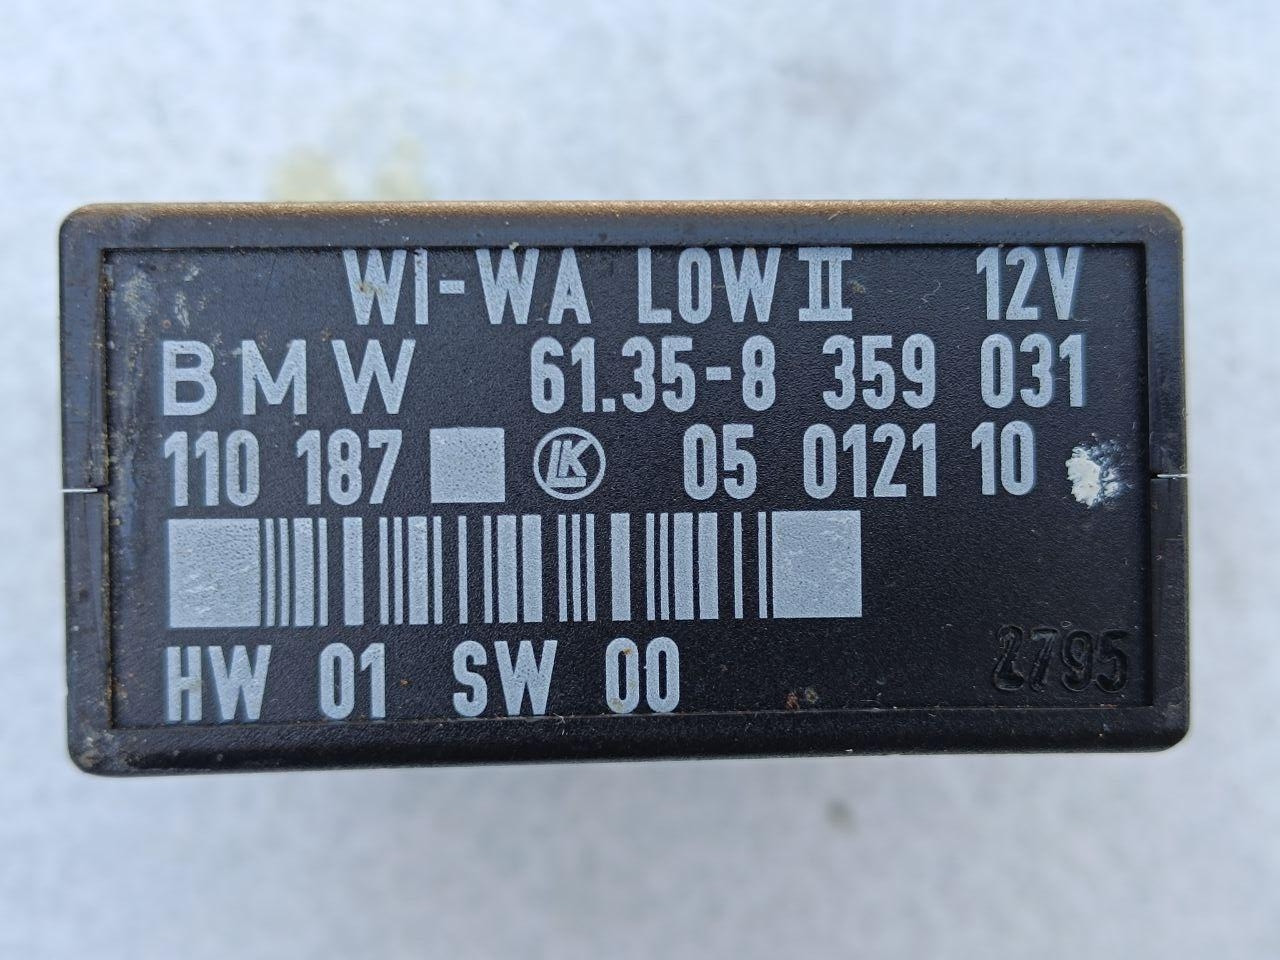 WI-WA LOW II 12V
BMW 61.35-8 359 031
110 187 LK 05 0121 10
HW 01 SW 00
2795